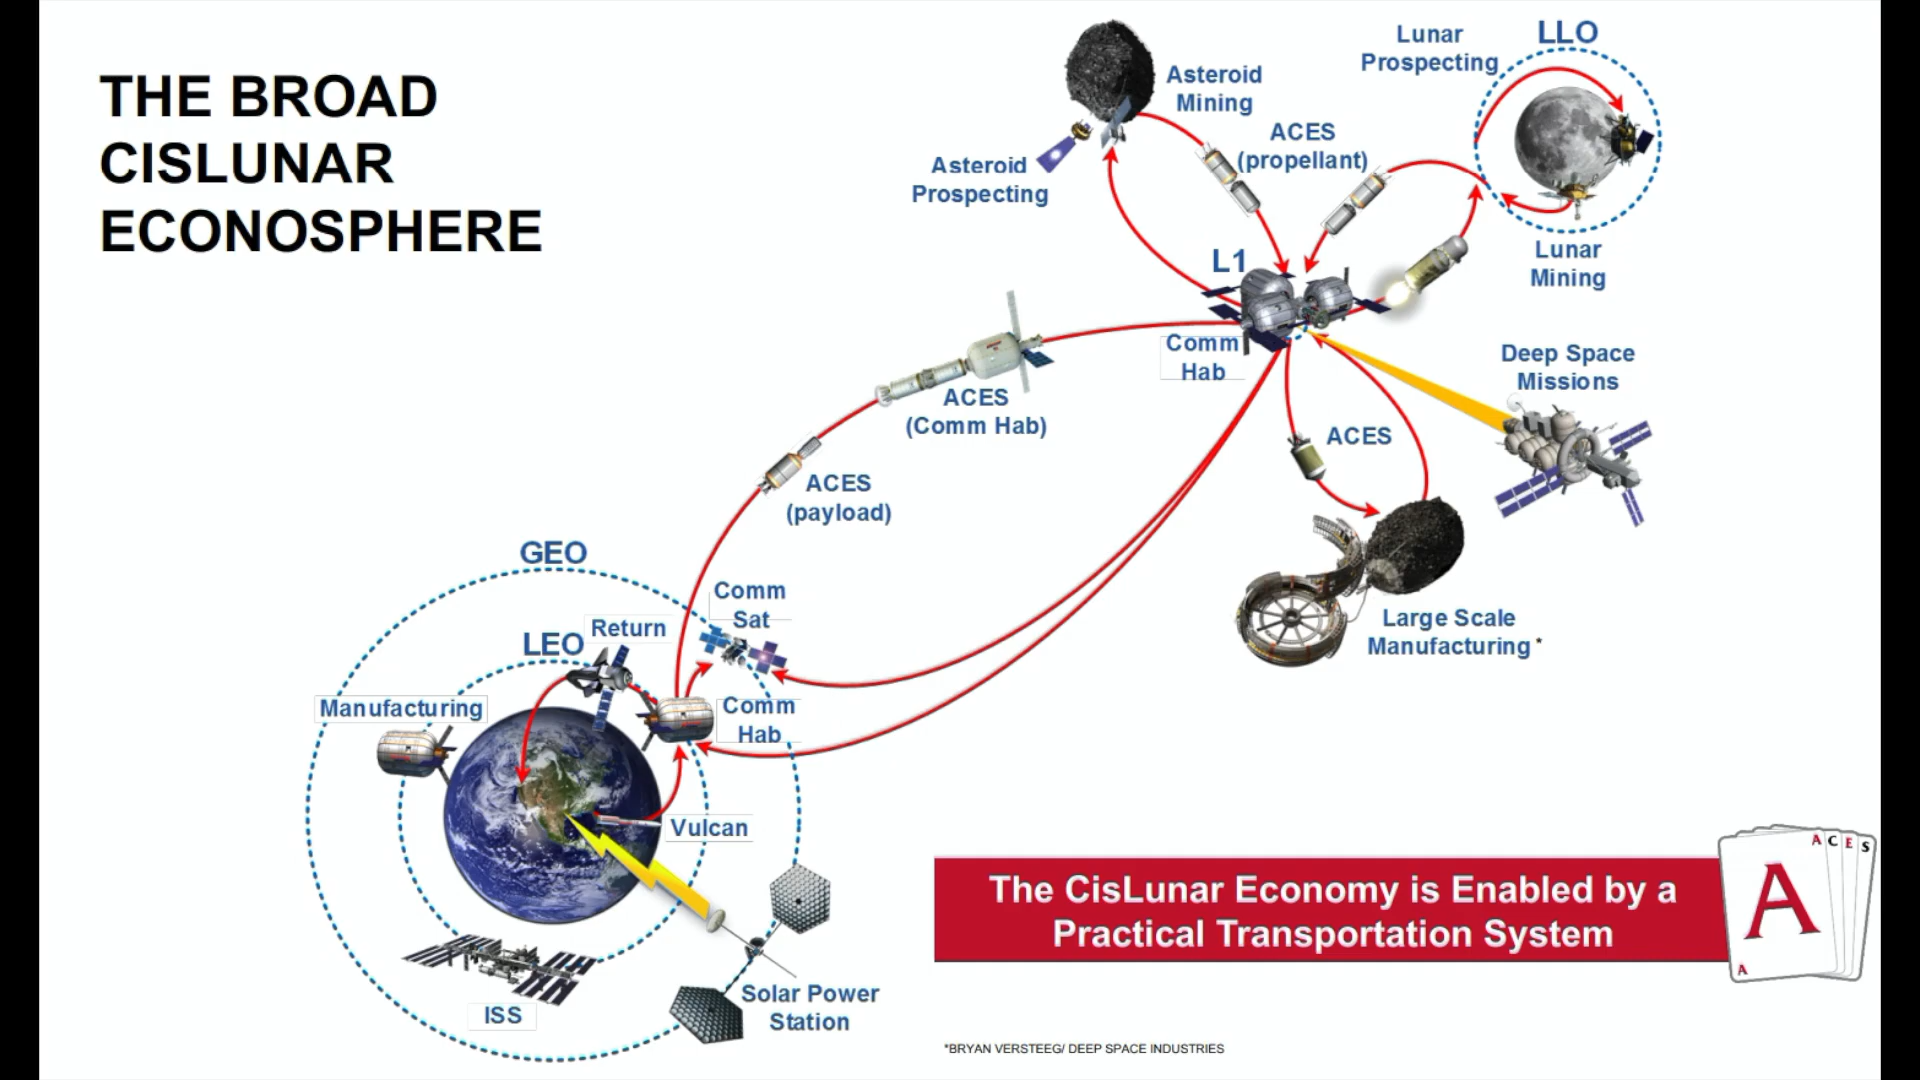 THE BROAD
CISLUNAR
ECONOSPHERE
Lunar
Prospecting
LLO
Asteroid
Mining
ACES
(propellant)
Asteroid
Prospecting
Lunar
Mining
L1
Comm
Hab
Deep Space
Missions
ACES
(Comm Hab)
ACES
ACES
(payload)
GEO
Comm
Sat
Return
LEO
Large Scale
Manufacturing *
Manufacturing
Comm
Hab
Vulcan
Solar Power
Station
ISS
The CisLunar Economy is Enabled by a
Practical Transportation System
A C E S
A
A
*BRYAN VERSTEEG/ DEEP SPACE INDUSTRIES